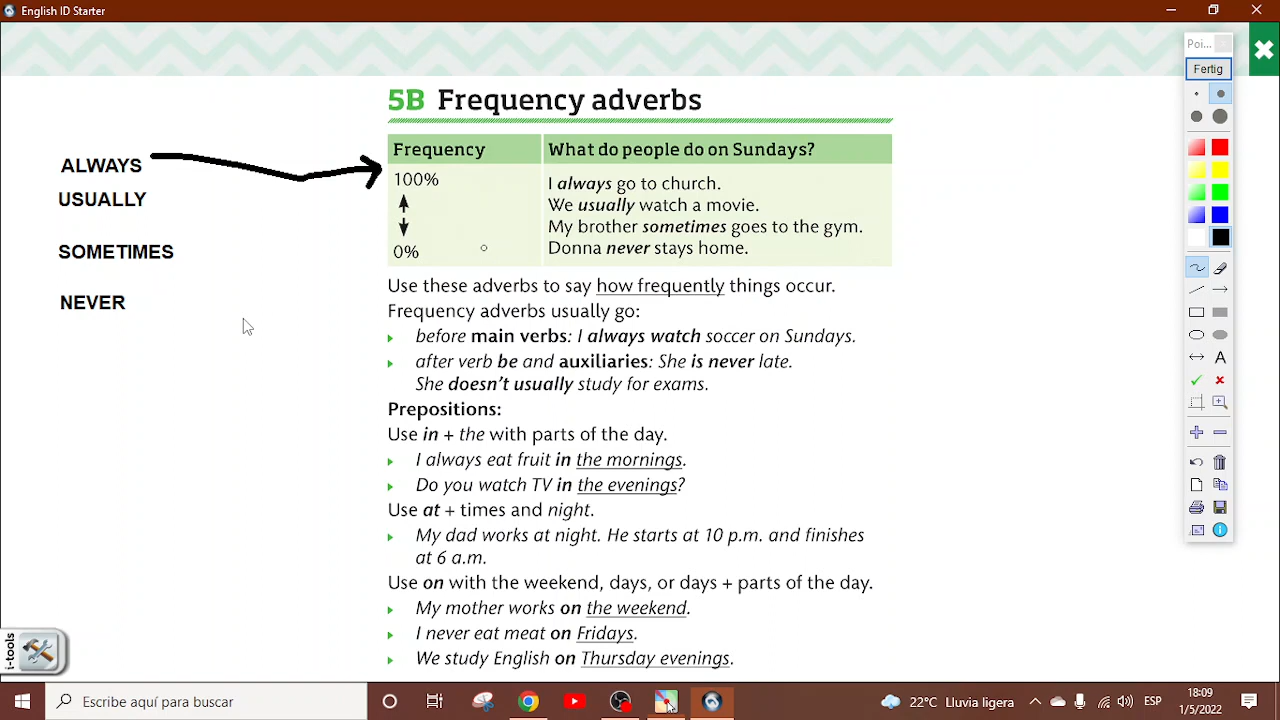 English ID Starter
Poi...
Fertig
5B Frequency adverbs
ALWAYS
USUALLY
SOMETIMES
NEVER
Frequency What do people do on Sundays?
100% I always go to church.
We usually watch a movie.
My brother sometimes goes to the gym.
0% Donna never stays home.
Use these adverbs to say how frequently things occur.
Frequency adverbs usually go:
before main verbs: I always watch soccer on Sundays.
after verb be and auxiliaries: She is never late.
She doesn't usually study for exams.
Prepositions:
Use in + the with parts of the day.
I always eat fruit in the mornings.
Do you watch TV in the evenings?
Use at + times and night.
My dad works at night. He starts at 10 p.m. and finishes
at 6 a.m.
Use on with the weekend, days, or days + parts of the day.
My mother works on the weekend.
I never eat meat on Fridays.
We study English on Thursday evenings.
A
i-tools
Escribe aquí para buscar
22°C Lluvia ligera
ESP
18:09
1/5/2022